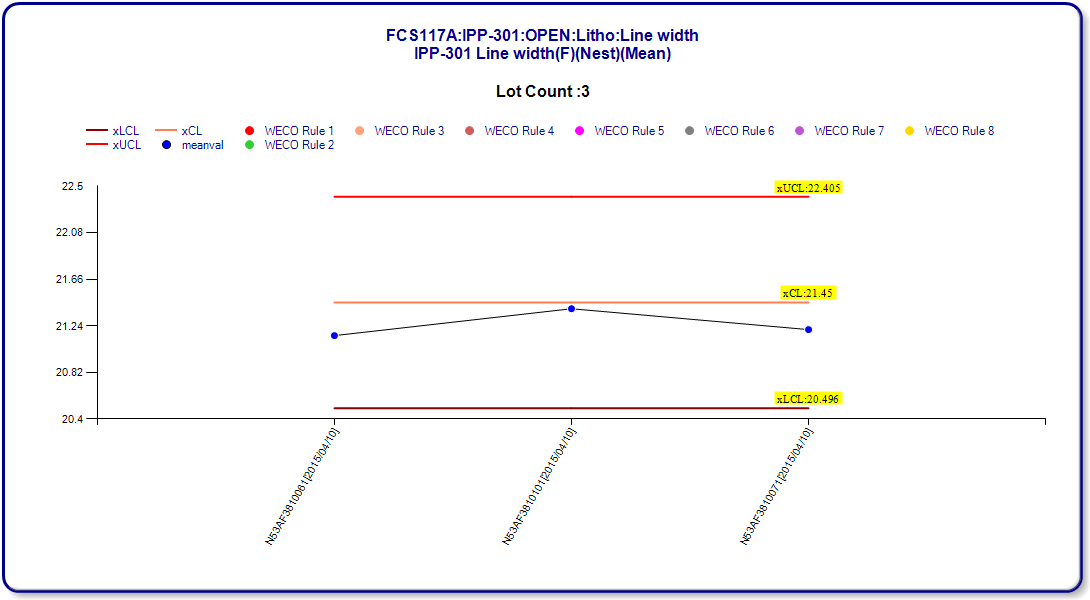 FCS117A:IPP-301:OPEN:Litho:Line width
IPP-301 Line width(F)(Nest)(Mean)
Lot Count :3
xLCL xCL WECO Rule 1 WECO Rule 3 WECO Rule 4 WECO Rule 5 WECO Rule 6 WECO Rule 7 WECO Rule 8
xUCL meanval WECO Rule 2
22.5
22.08
21.66
21.24
20.82
20.4
xUCL:22.405
xCL:21.45
xLCL:20.496
N53AF3810081[2015/04/10]
N53AF3810101[2015/04/10]
N53AF3810071[2015/04/10]